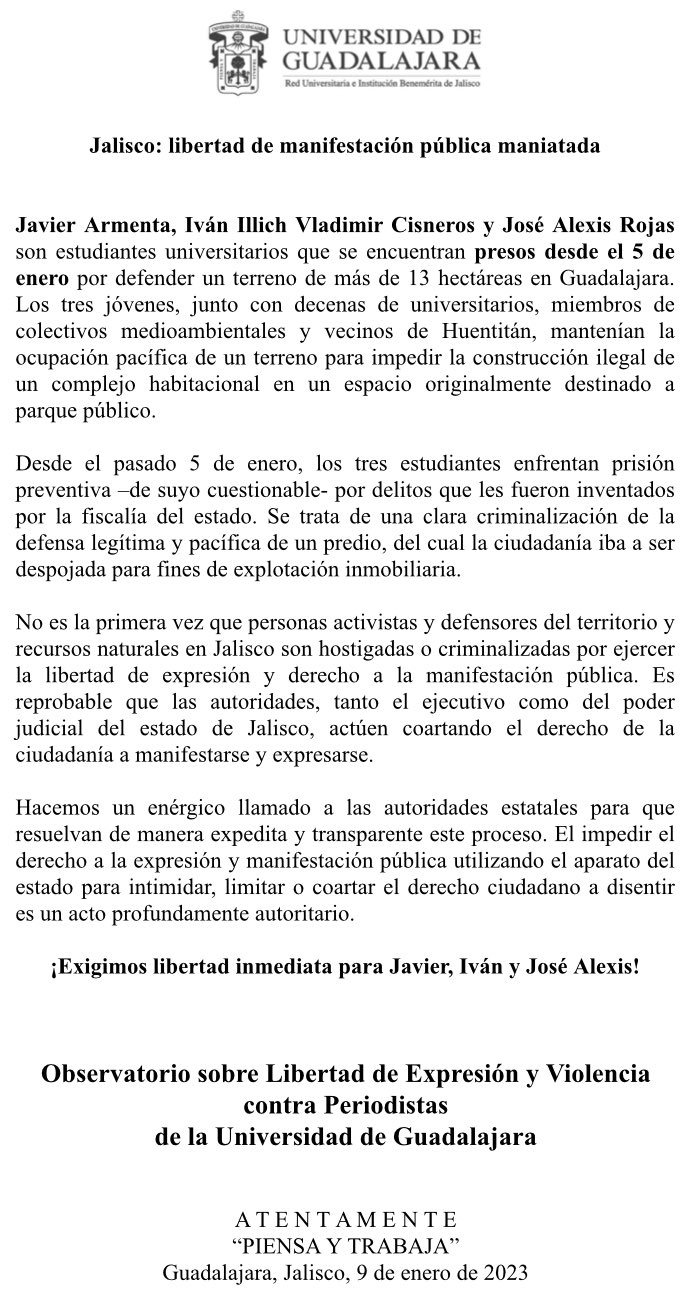 UNIVERSIDAD DE
GUADALAJARA
Red Universitaria e Institución Benemérita de Jalisco
Jalisco: libertad de manifestación pública maniatada
Javier Armenta, Iván Illich Vladimir Cisneros y José Alexis Rojas
son estudiantes universitarios que se encuentran presos desde el 5 de
enero por defender un terreno de más de 13 hectáreas en Guadalajara.
Los tres jóvenes, junto con decenas de universitarios, miembros de
colectivos medioambientales y vecinos de Huentitán, mantenían la
ocupación pacífica de un terreno para impedir la construcción ilegal de
un complejo habitacional en un espacio originalmente destinado a
parque público.
Desde el pasado 5 de enero, los tres estudiantes enfrentan prisión
preventiva –de suyo cuestionable- por delitos que les fueron inventados
por la fiscalía del estado. Se trata de una clara criminalización de la
defensa legítima y pacífica de un predio, del cual la ciudadanía iba a ser
despojada para fines de explotación inmobiliaria.
No es la primera vez que personas activistas y defensores del territorio y
recursos naturales en Jalisco son hostigadas o criminalizadas por ejercer
la libertad de expresión y derecho a la manifestación pública. Es
reprobable que las autoridades, tanto el ejecutivo como del poder
judicial del estado de Jalisco, actúen coartando el derecho de la
ciudadanía a manifestarse y expresarse.
Hacemos un enérgico llamado a las autoridades estatales para que
resuelvan de manera expedita y transparente este proceso. El impedir el
derecho a la expresión y manifestación pública utilizando el aparato del
estado para intimidar, limitar o coartar el derecho ciudadano a disentir
es un acto profundamente autoritario.
¡Exigimos libertad inmediata para Javier, Iván y José Alexis!
Observatorio sobre Libertad de Expresión y Violencia
contra Periodistas
de la Universidad de Guadalajara
A T E N T A M E N T E
“PIENSA Y TRABAJA”
Guadalajara, Jalisco, 9 de enero de 2023